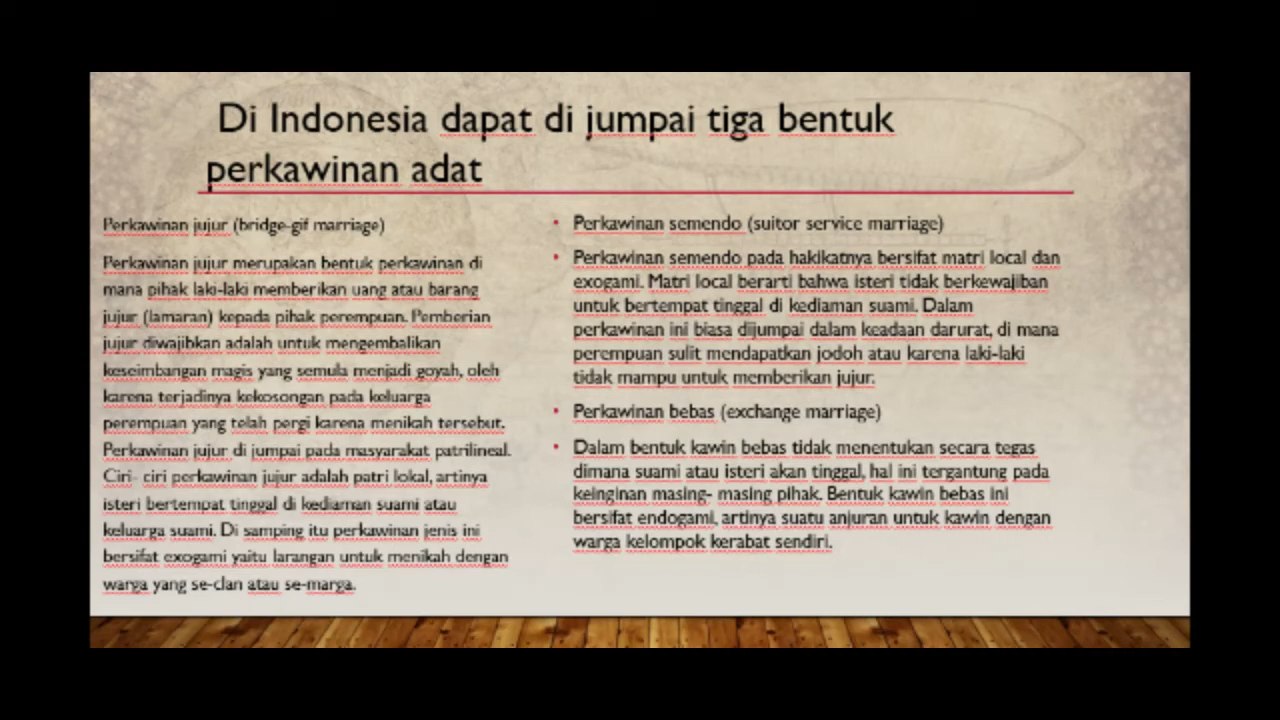 Di Indonesia dapat di jumpai tiga bentuk
perkawinan adat
Perkawinan jujur (bridge-gif marriage)
Perkawinan jujur merupakan bentuk perkawinan di
mana pihak laki-laki memberikan uang atau barang
jujur (lamaran) kepada pihak perempuan. Pemberian
jujur diwajibkan adalah untuk mengembalikan
keseimbangan magis yang semula menjadi goyah, oleh
karena terjadinya kekosongan pada keluarga
perempuan yang telah pergi karena menikah tersebut.
Perkawinan jujur di jumpai pada masyarakat patrilineal.
Ciri- ciri perkawinan jujur adalah patri lokal, artinya
isteri bertempat tinggal di kediaman suami atau
keluarga suami. Di samping itu perkawinan jenis ini
bersifat exogami yaitu larangan untuk menikah dengan
warga yang se-clan atau se-marga.
• Perkawinan semendo (suitor service marriage)
• Perkawinan semendo pada hakikatnya bersifat matri local dan
exogami. Matri local berarti bahwa isteri tidak berkewajiban
untuk bertempat tinggal di kediaman suami. Dalam
perkawinan ini biasa dijumpai dalam keadaan darurat, di mana
perempuan sulit mendapatkan jodoh atau karena laki-laki
tidak mampu untuk memberikan jujur.
• Perkawinan bebas (exchange marriage)
• Dalam bentuk kawin bebas tidak menentukan secara tegas
dimana suami atau isteri akan tinggal, hal ini tergantung pada
keinginan masing- masing pihak. Bentuk kawin bebas ini
bersifat endogami, artinya suatu anjuran untuk kawin dengan
warga kelompok kerabat sendiri.